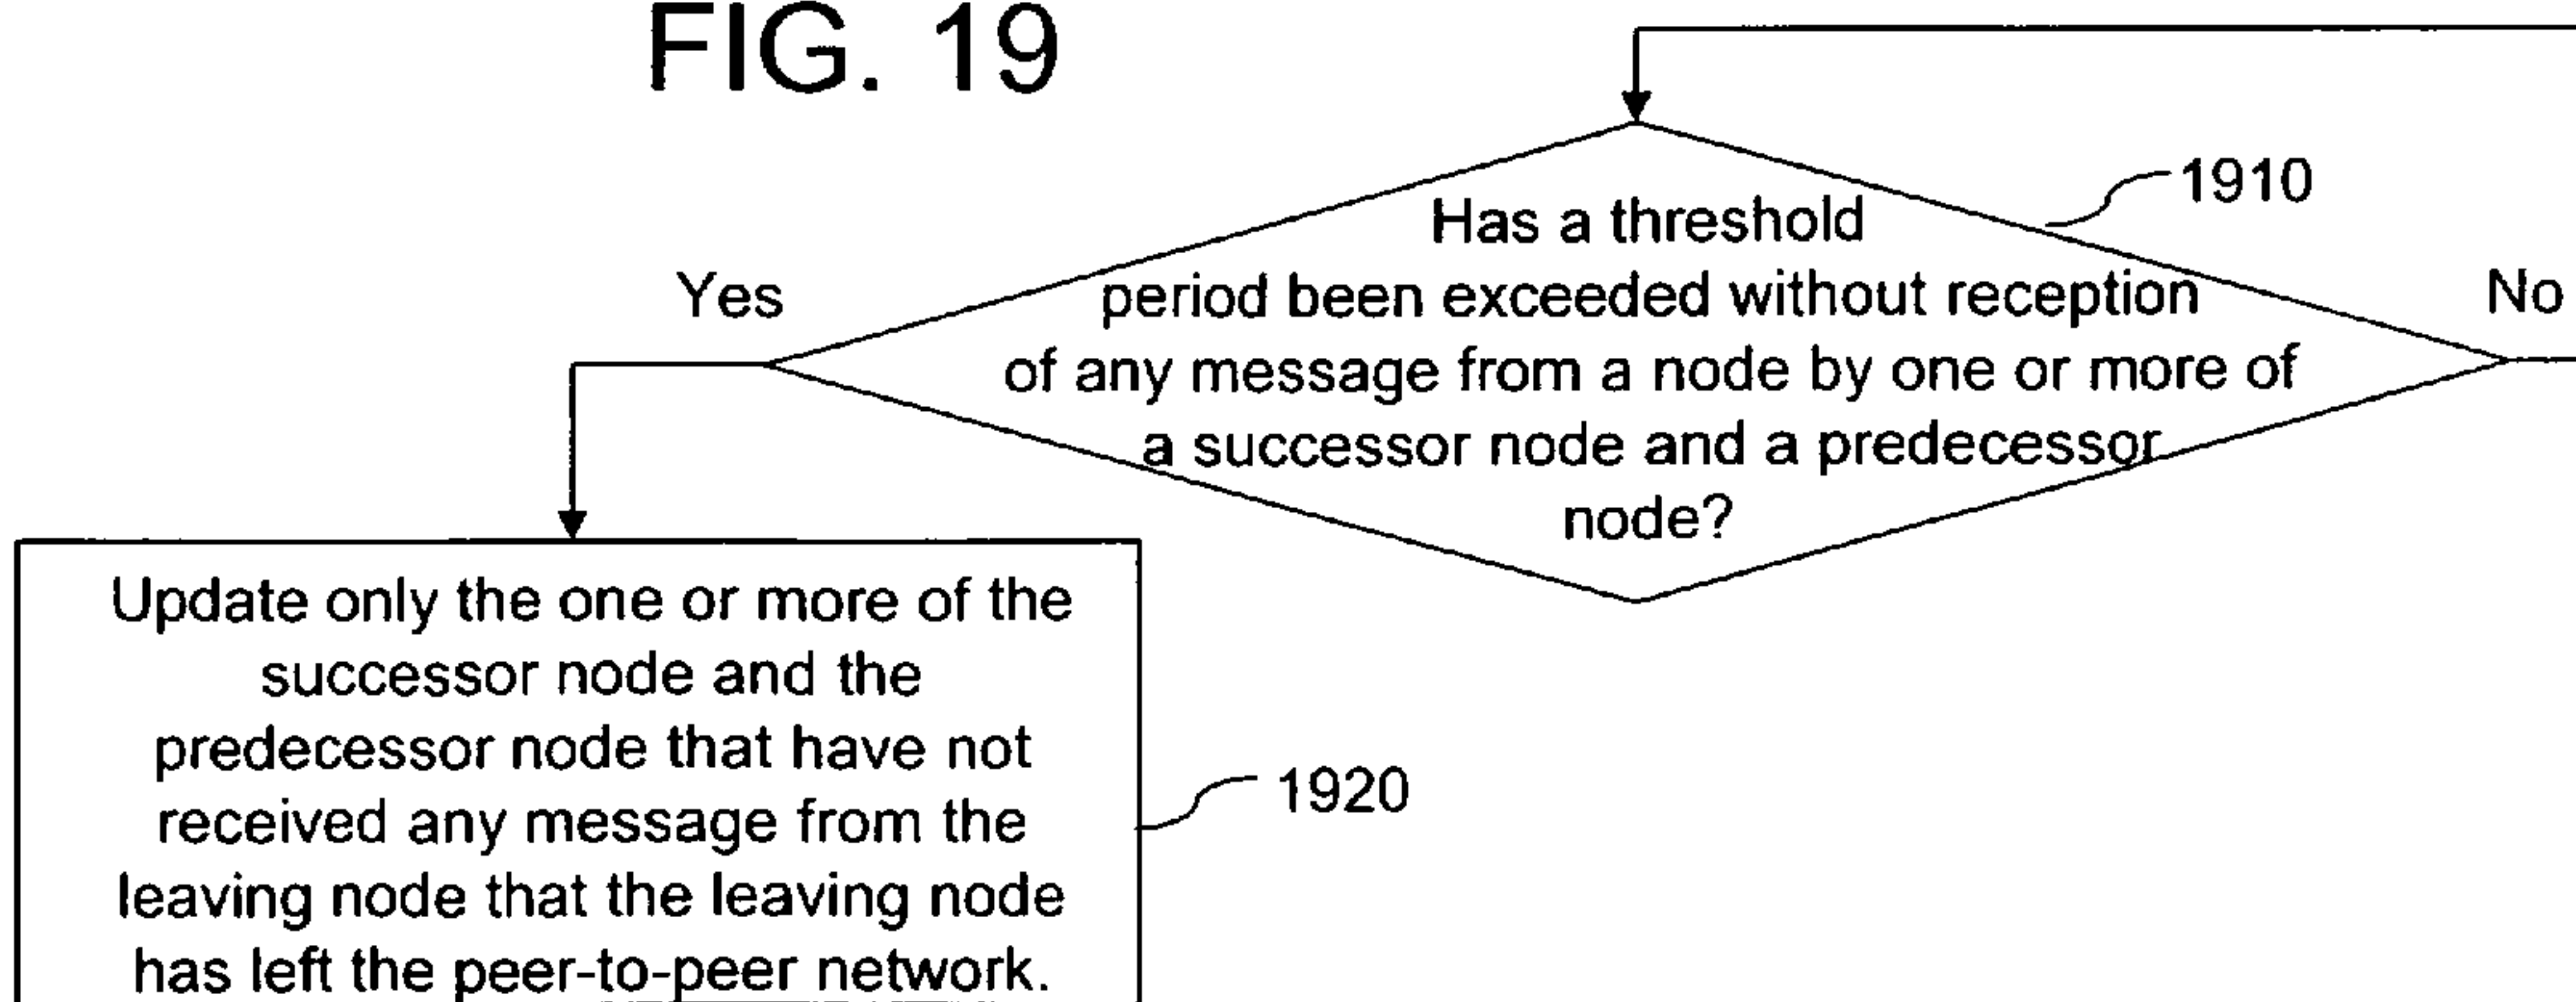 FIG. 19
1910
Has a threshold
period been exceeded without reception
of any message from a node by one or more of
a successor node and a predecessor
node?
Yes
No
Update only the one or more of the
successor node and the
predecessor node that have not
received any message from the
leaving node that the leaving node
has left the peer-to-peer network.
1920